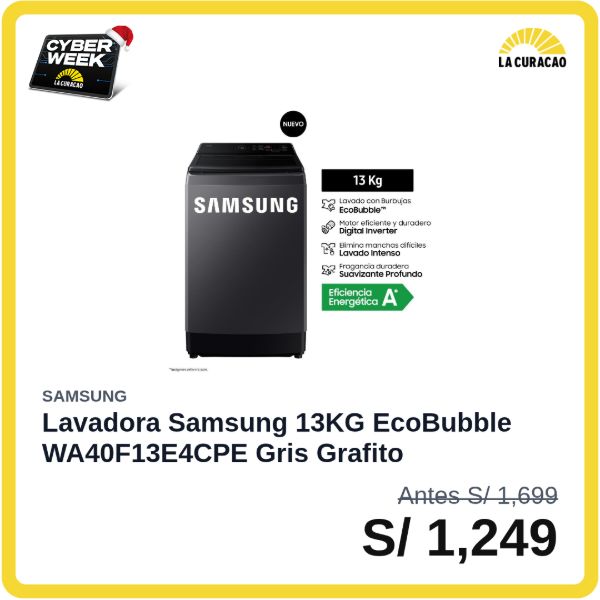 CYBER
WEEK
LA CURACAO
LA CURACAO
NUEVO
SAMSUNG
13 Kg
Lavado con Burbujas
EcoBubble™
Motor eficiente y duradero
Digital Inverter
Elimina manchas difíciles
Lavado Intenso
Fragancia duradera
Suavizante Profundo
Eficiencia
Energética A*
*Imágenes referenciales.
SAMSUNG
Lavadora Samsung 13KG EcoBubble
WA40F13E4CPE Gris Grafito
Antes S/ 1,699
S/ 1,249